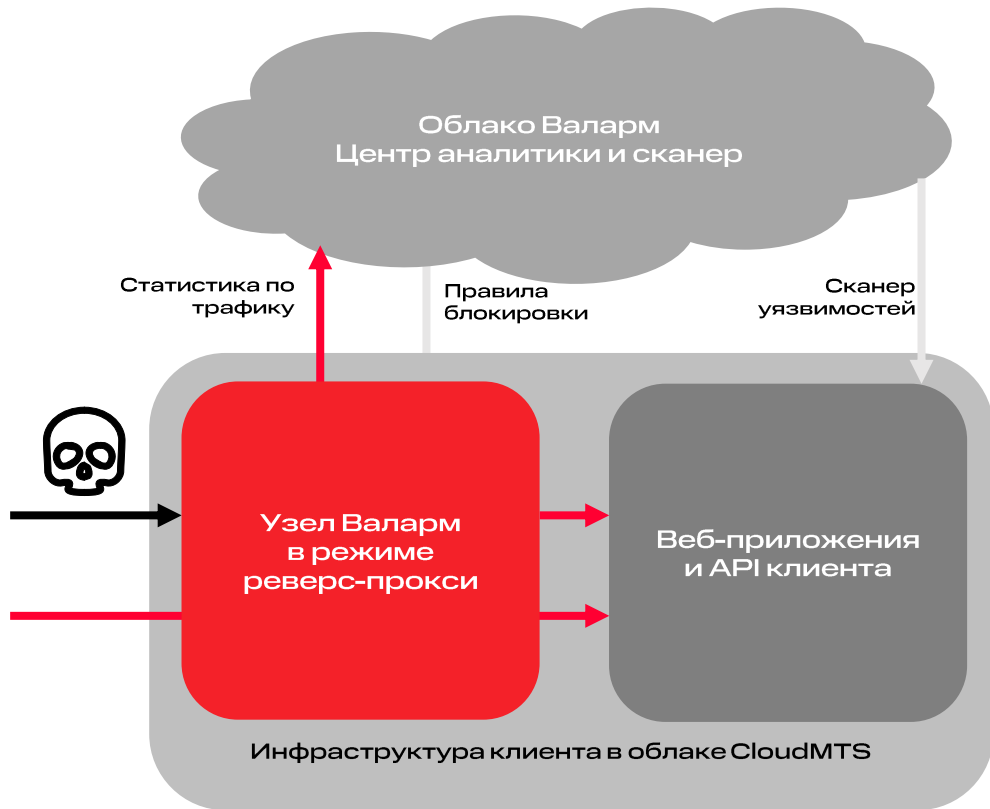 Облако Валарм
Центр аналитики и сканер
Статистика по
трафику
Правила
блокировки
Сканер
уязвимостей
Узел Валарм
в режиме
реверс-прокси
Веб-приложения
и API клиента
Инфраструктура клиента в облаке CloudMTS